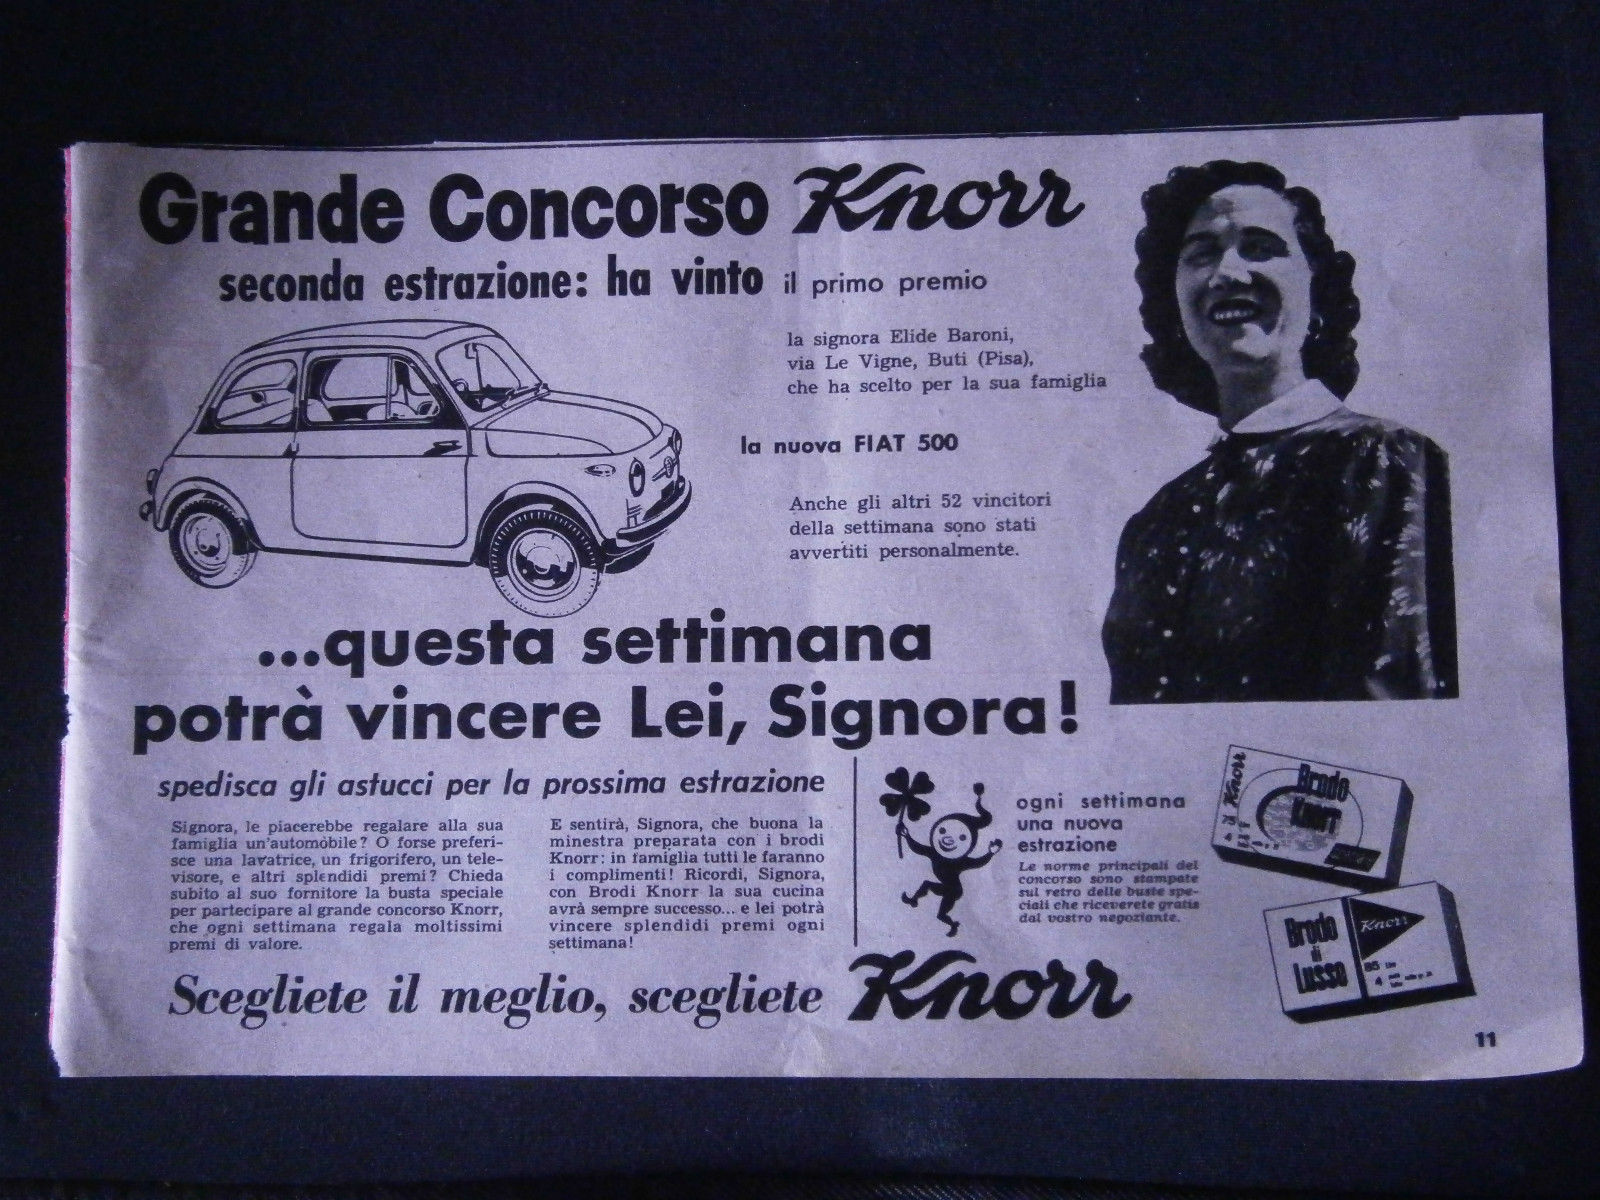 Grande Concorso Knorr
seconda estrazione: ha vinto il primo premio
la signora Elide Baroni,
via Le Vigne, Buti (Pisa),
che ha scelto per la sua famiglia
la nuova FIAT 500
Anche gli altri 52 vincitori
della settimana sono stati
avvertiti personalmente.
...questa settimana
potrà vincere Lei, Signora!
spedisca gli astucci per la prossima estrazione
Signora, le piacerebbe regalare alla sua
famiglia un'automobile? O forse preferi-
sce una lavatrice, un frigorifero, un tele-
visore, e altri splendidi premi? Chieda
subito al suo fornitore la busta speciale
per partecipare al grande concorso Knorr,
che ogni settimana regala moltissimi
premi di valore.
E sentirà, Signora, che buona la
minestra preparata con i brodi
Knorr: in famiglia tutti le faranno
i complimenti! Ricordi, Signora,
con Brodi Knorr la sua cucina
avrà sempre successo... e lei potrà
vincere splendidi premi ogni
settimana!
ogni settimana
una nuova
estrazione
Le norme principali del
concorso sono stampate
sul retro delle buste spe-
ciali che riceverete gratis
dal vostro negoziante.
Knorr
Brodo
Knorr
Brodo
di
Lusso
Knorr
85
4
Scegliete il meglio, scegliete Knorr
11